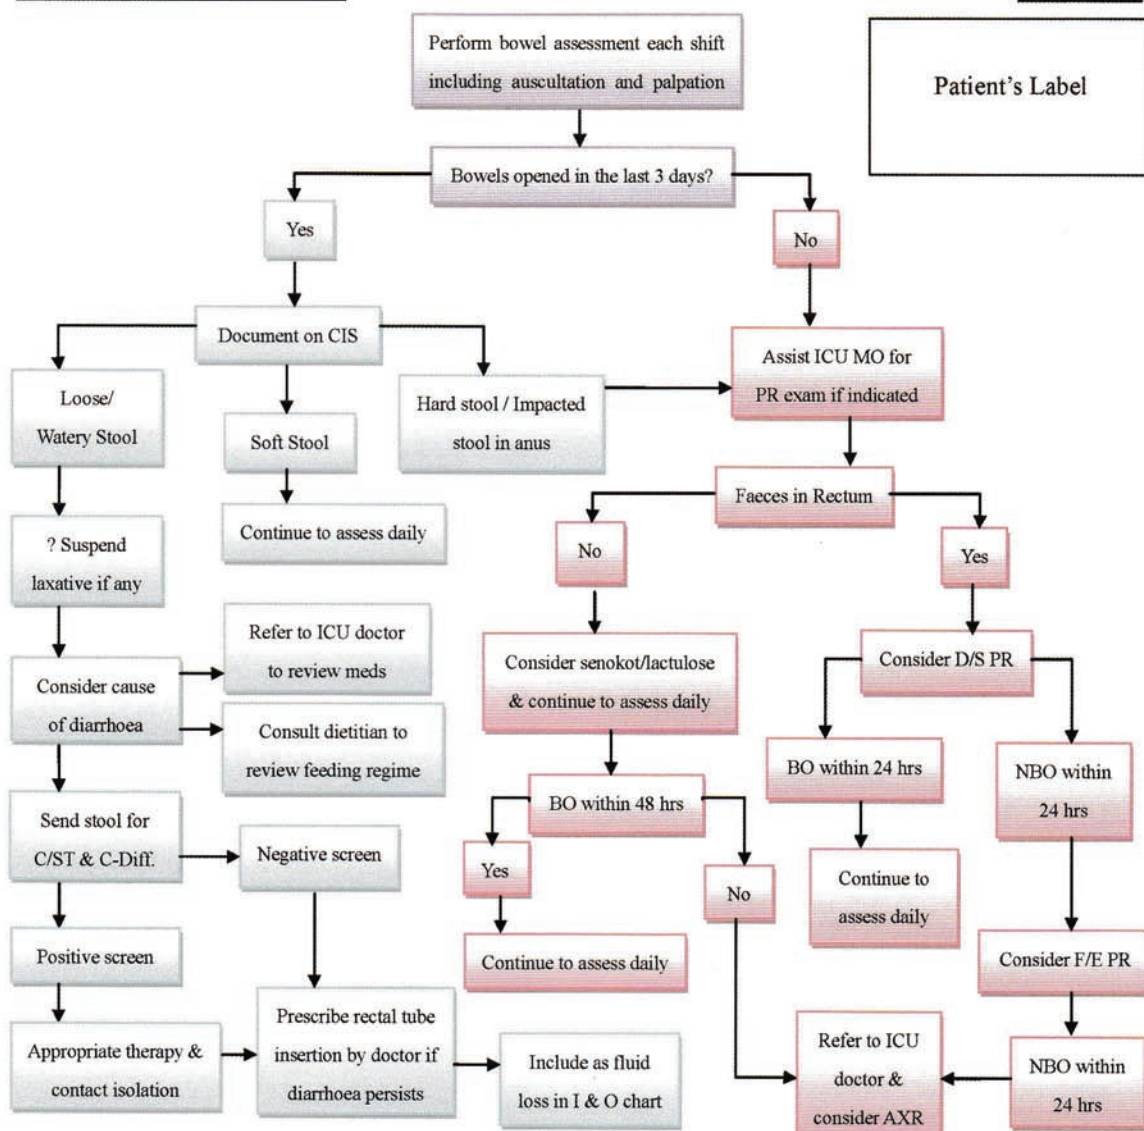 Perform bowel assessment each shift
including auscultation and palpation
Patient's Label
Bowels opened in the last 3 days?
Yes
No
Document on CIS
Loose/
Watery Stool
Soft Stool
Hard stool / Impacted
stool in anus
Assist ICU MO for
PR exam if indicated
Continue to assess daily
Faeces in Rectum
No
Yes
? Suspend
laxative if any
Refer to ICU doctor
to review meds
Consider cause
of diarrhoea
Consult dietitian to
review feeding regime
Consider senokot/lactulose
& continue to assess daily
Consider D/S PR
BO within 24 hrs
NBO within
24 hrs
BO within 48 hrs
Send stool for
C/ST & C-Diff.
Negative screen
Yes
No
Continue to
assess daily
Positive screen
Continue to assess daily
Consider F/E PR
Appropriate therapy &
contact isolation
Prescribe rectal tube
insertion by doctor if
diarrhoea persists
Include as fluid
loss in I & O chart
Refer to ICU
doctor &
consider AXR
NBO within
24 hrs